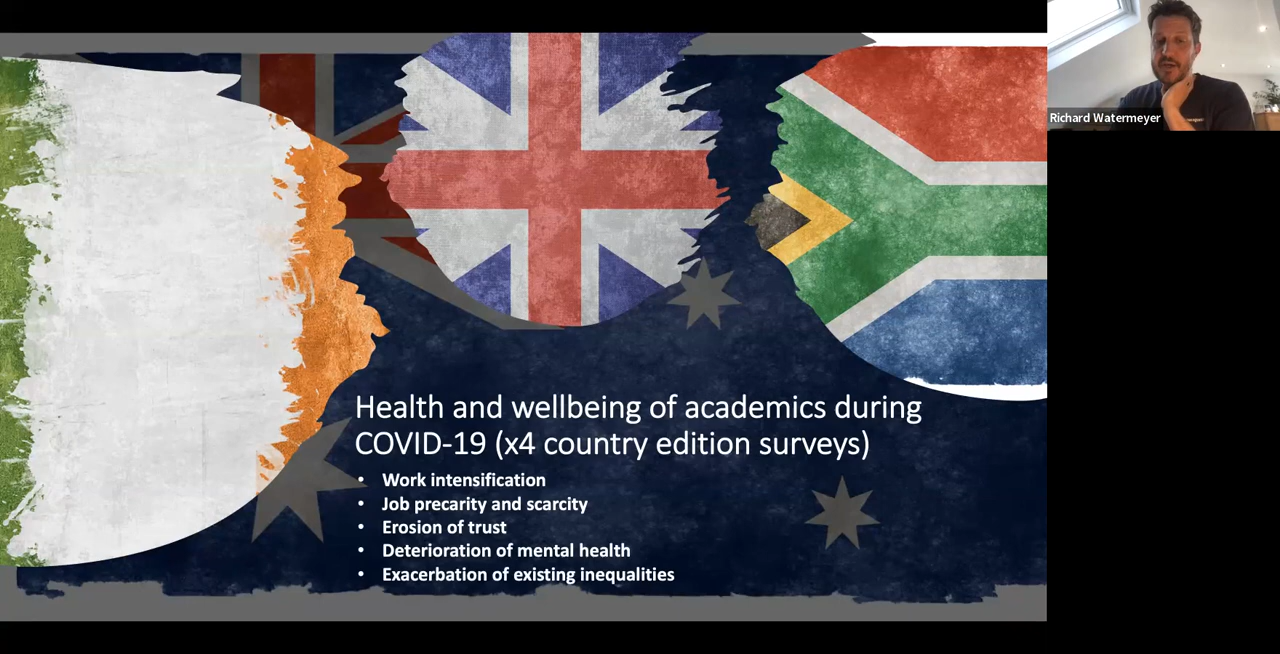 Richard Watermeyer
Health and wellbeing of academics during
COVID-19 (x4 country edition surveys)
• Work intensification
• Job precarity and scarcity
• Erosion of trust
• Deterioration of mental health
• Exacerbation of existing inequalities